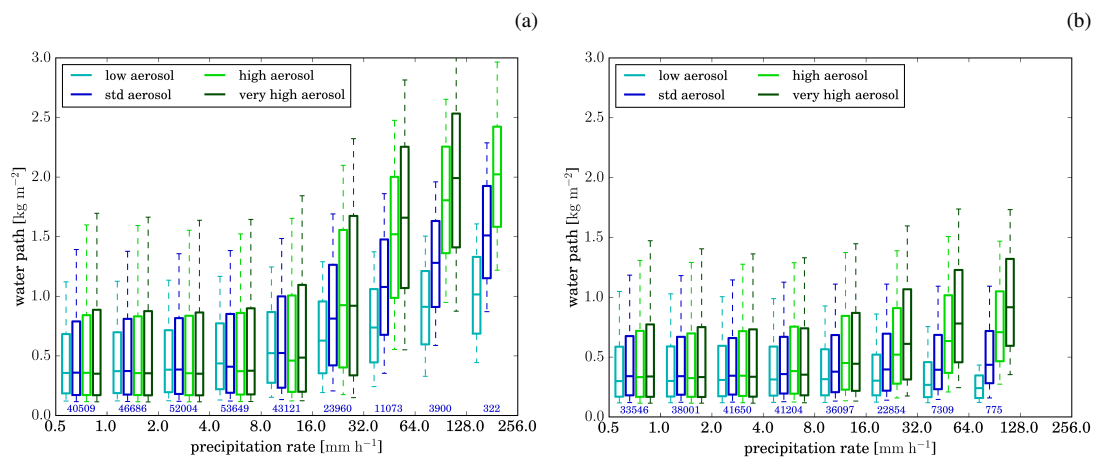 (a)
(b)
3.0
2.5
2.0
1.5
1.0
0.5
0.0
water path [kg m⁻²]
low aerosol
std aerosol
high aerosol
very high aerosol
40509 46686 52004 53649 43121 23960 11073 3900 322
0.5 1.0 2.0 4.0 8.0 16.0 32.0 64.0 128.0 256.0
precipitation rate [mm h⁻¹]
3.0
2.5
2.0
1.5
1.0
0.5
0.0
water path [kg m⁻²]
low aerosol
std aerosol
high aerosol
very high aerosol
33546 38001 41650 41204 36097 22854 7309 775
0.5 1.0 2.0 4.0 8.0 16.0 32.0 64.0 128.0 256.0
precipitation rate [mm h⁻¹]